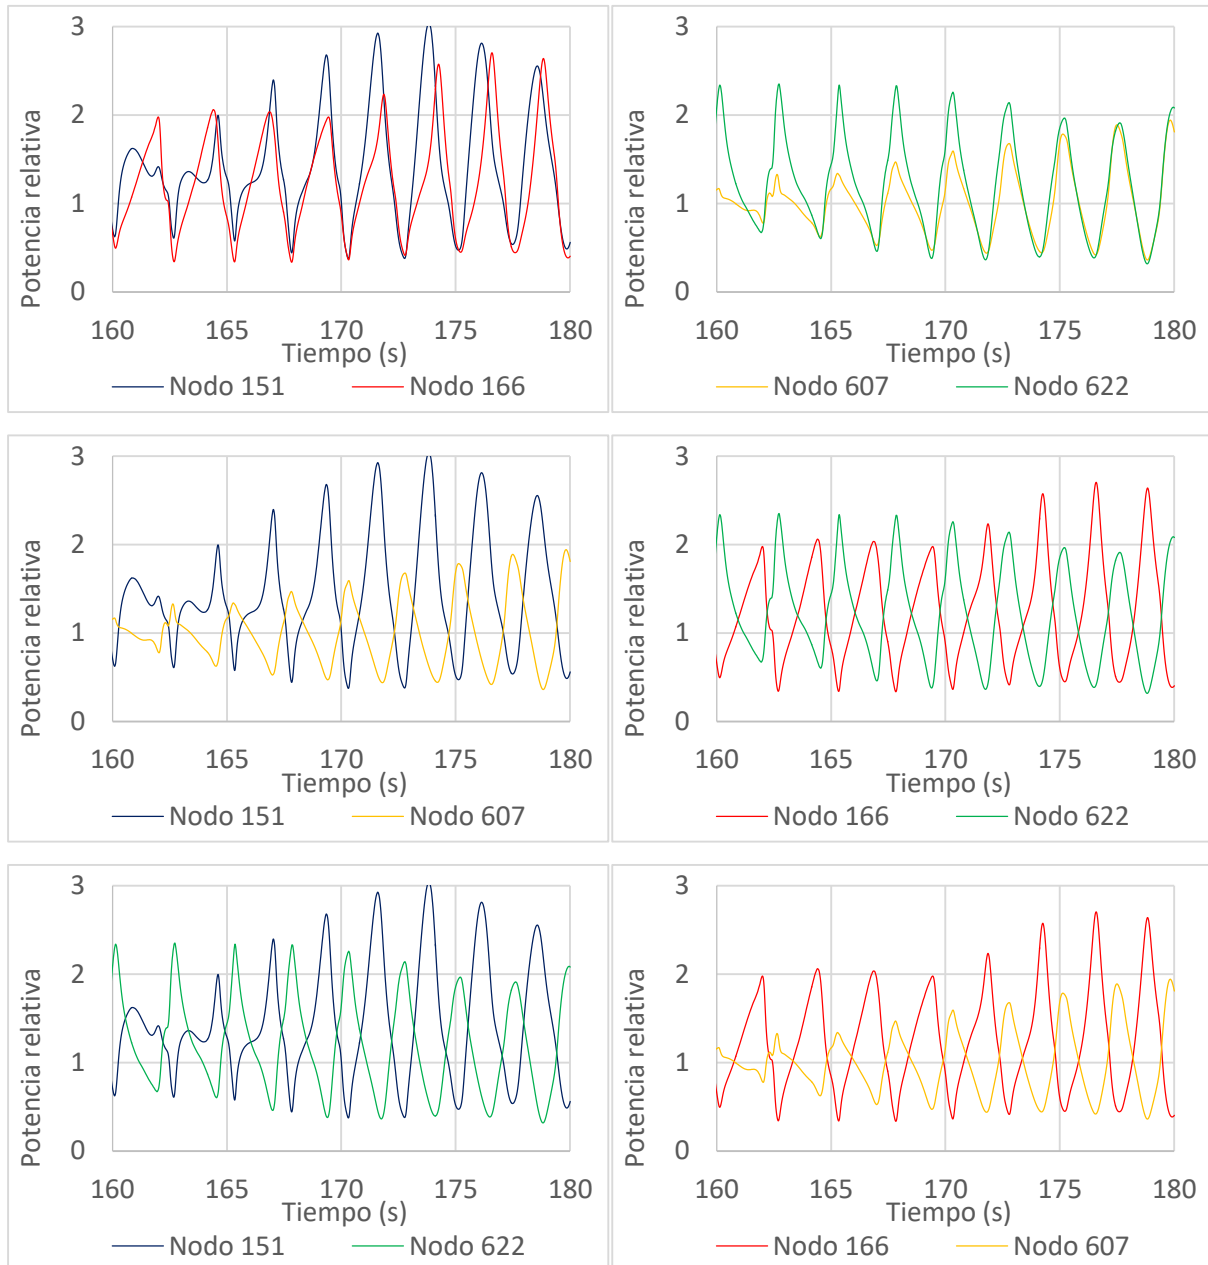 Potencia relativa
3
2
1
0
160 165 170 175 180
Tiempo (s)
Nodo 151 Nodo 166
Potencia relativa
3
2
1
0
160 165 170 175 180
Tiempo (s)
Nodo 607 Nodo 622
Potencia relativa
3
2
1
0
160 165 170 175 180
Tiempo (s)
Nodo 151 Nodo 607
Potencia relativa
3
2
1
0
160 165 170 175 180
Tiempo (s)
Nodo 166 Nodo 622
Potencia relativa
3
2
1
0
160 165 170 175 180
Tiempo (s)
Nodo 151 Nodo 622
Potencia relativa
3
2
1
0
160 165 170 175 180
Tiempo (s)
Nodo 166 Nodo 607